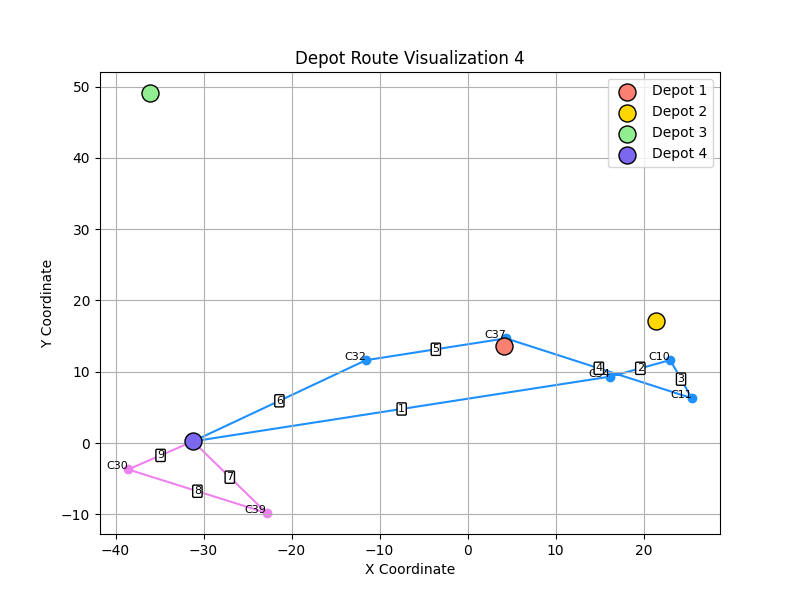 Depot Route Visualization 4
Depot 1
Depot 2
Depot 3
Depot 4
Y Coordinate
50
40
30
20
10
0
−10
C37
C32
5
4
2
C10
3
C11
6
1
C30
9
7
8
C39
−40
−30
−20
−10
0
10
20
X Coordinate